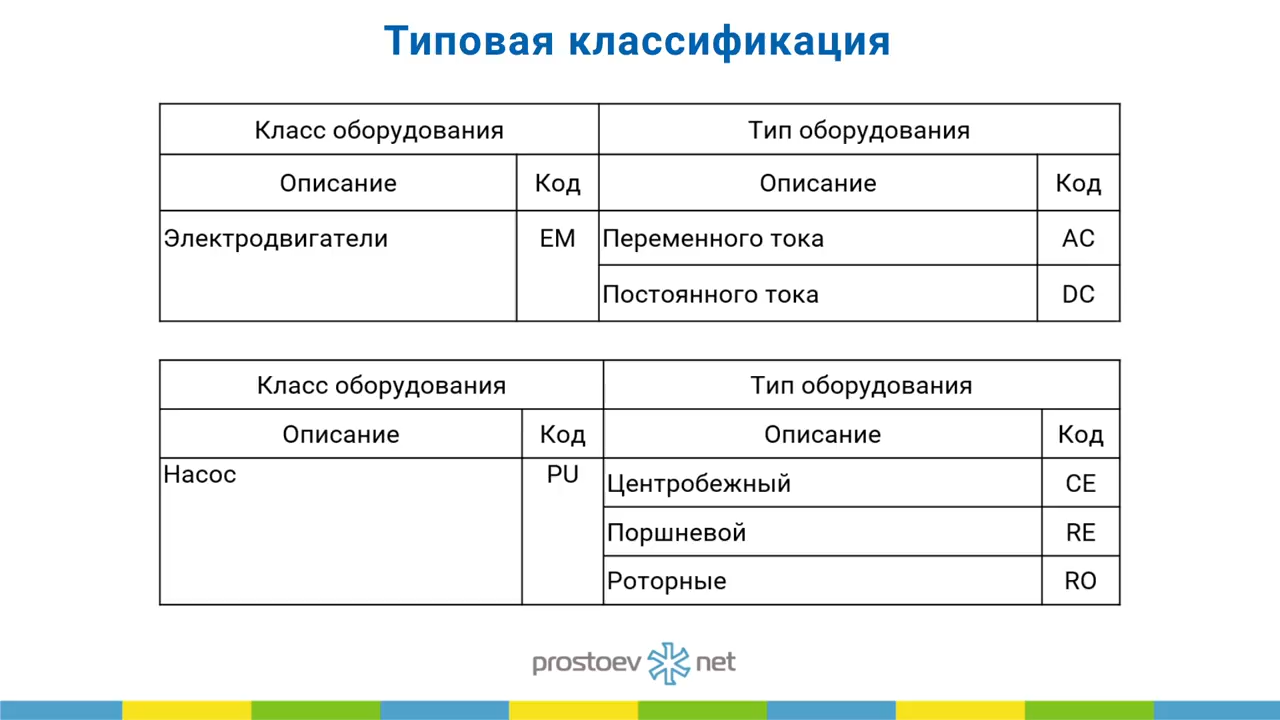 Типовая классификация
Класс оборудования Тип оборудования
Описание Код Описание Код
Электродвигатели EM Переменного тока AC
Постоянного тока DC
Класс оборудования Тип оборудования
Описание Код Описание Код
Насос PU Центробежный CE
Поршневой RE
Роторные RO
prostoev net